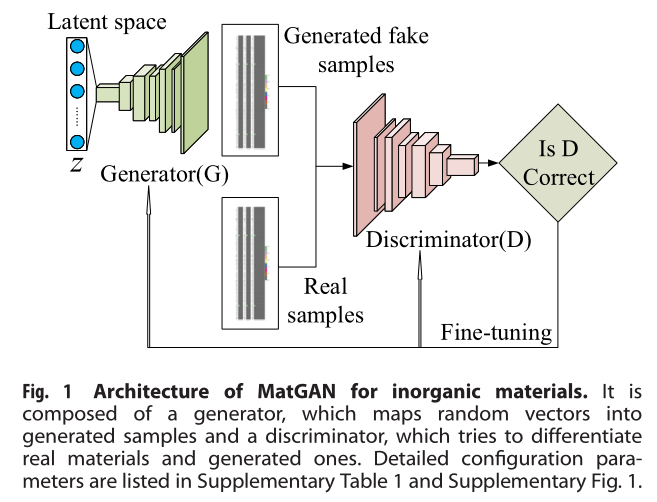 Latent space
Generated fake
samples
z
Generator(G)
Is D
Correct
Discriminator(D)
Real
samples
Fine-tuning
Fig. 1 Architecture of MatGAN for inorganic materials. It is
composed of a generator, which maps random vectors into
generated samples and a discriminator, which tries to differentiate
real materials and generated ones. Detailed configuration para-
meters are listed in Supplementary Table 1 and Supplementary Fig. 1.